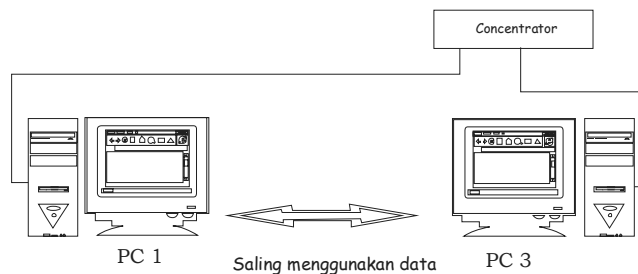 Concentrator
PC 1
Saling menggunakan data
PC 3